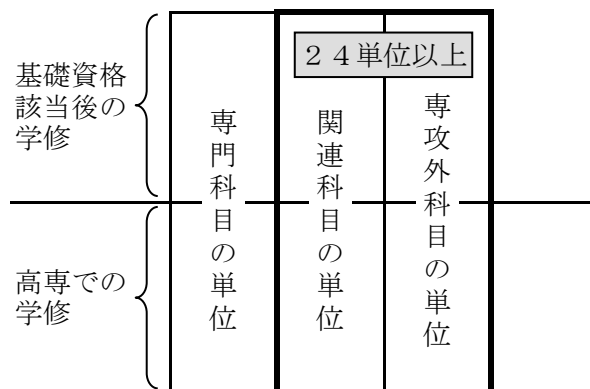 ２４単位以上
基礎資格
該当後の
学修
専門科目の単位
関連科目の単位
専攻外科目の単位
高専での
学修